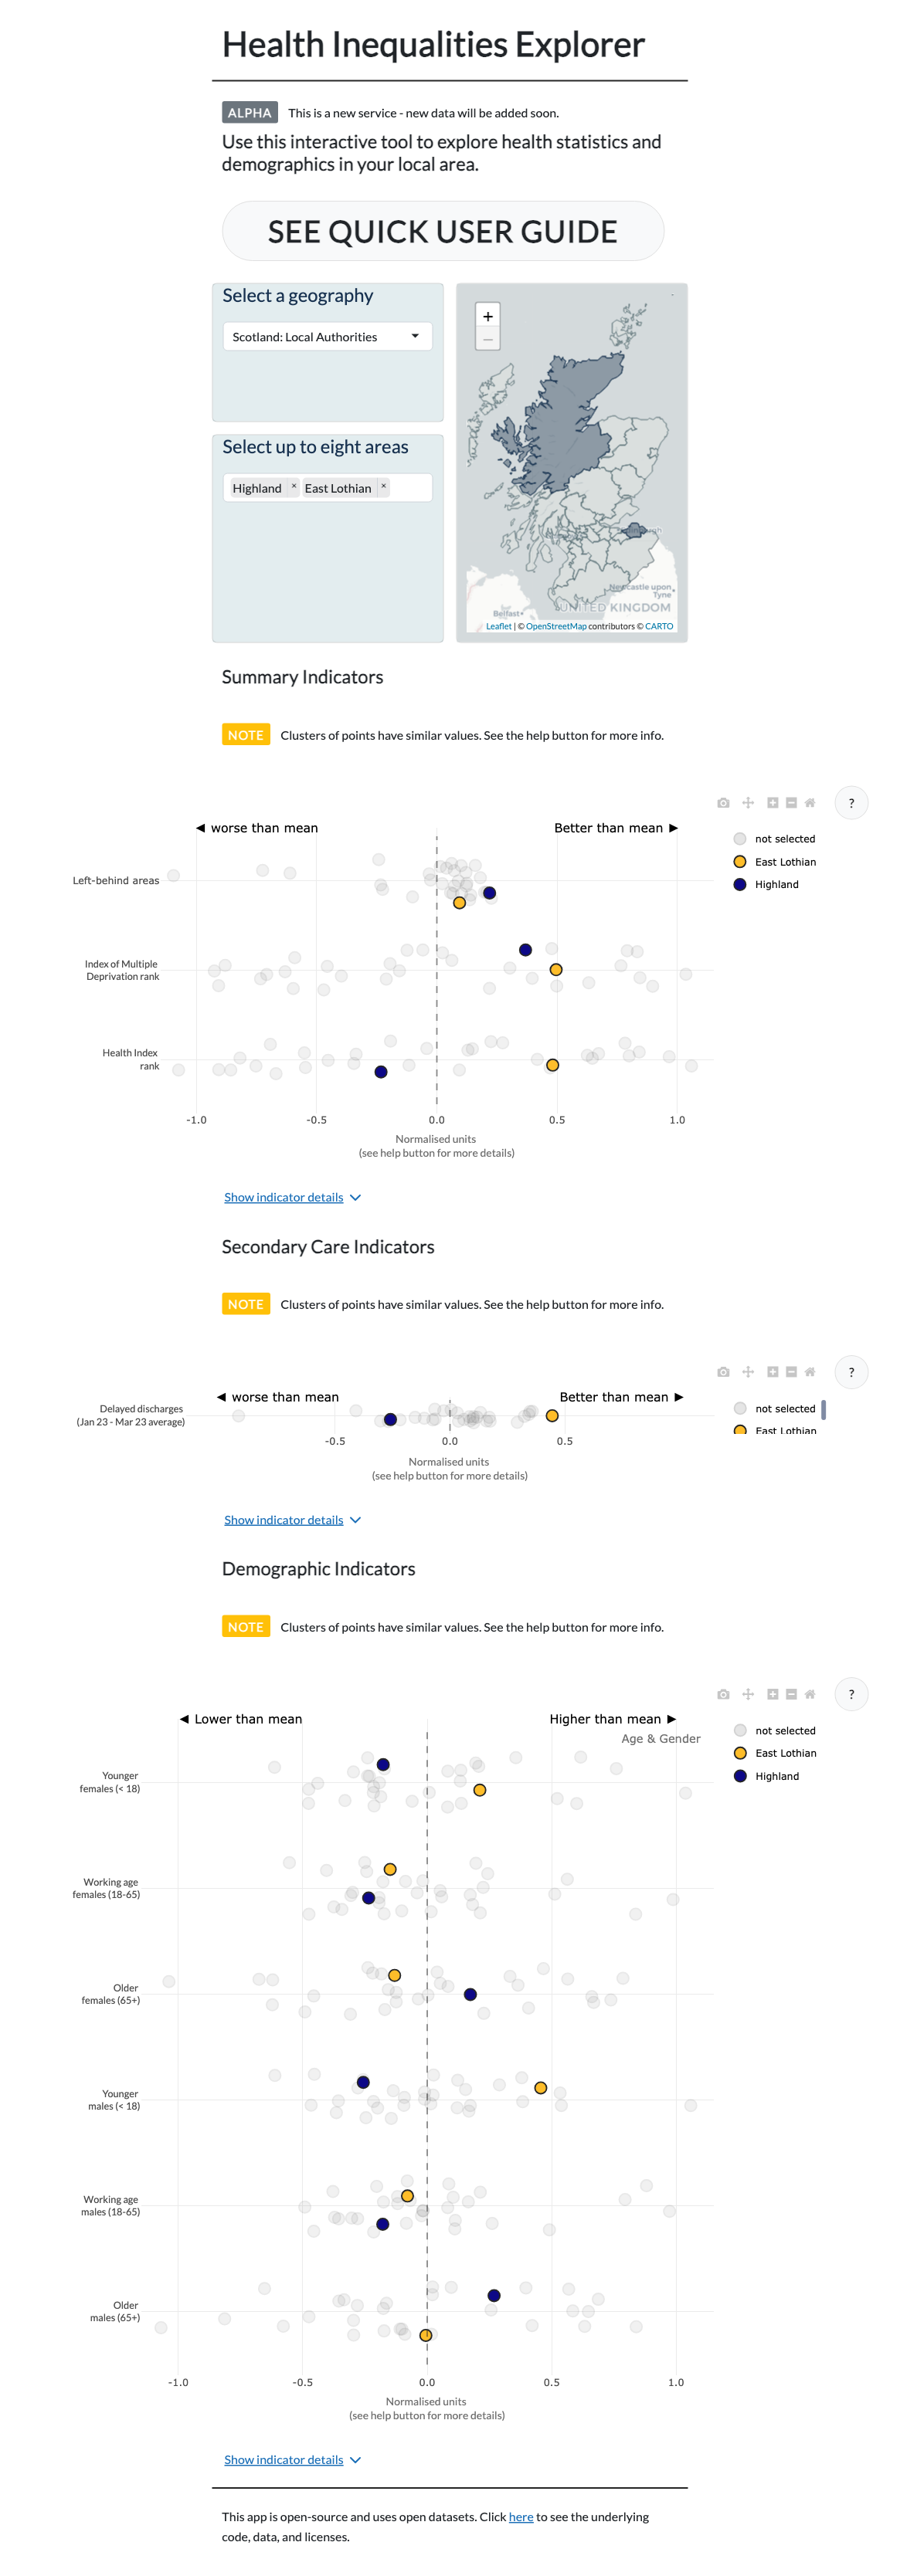 Health Inequalities Explorer
ALPHA This is a new service - new data will be added soon.
Use this interactive tool to explore health statistics and
demographics in your local area.
SEE QUICK USER GUIDE
Select a geography
Scotland: Local Authorities
Select up to eight areas
Highland × East Lothian ×
+
−
Newcastle upon
Tyne
UNITED KINGDOM
Belfast
Leaflet | © OpenStreetMap contributors © CARTO
Summary Indicators
NOTE Clusters of points have similar values. See the help button for more info.
?
◄ worse than mean
Better than mean ►
not selected
East Lothian
Highland
Left-behind areas
Index of Multiple
Deprivation rank
Health Index
rank
-1.0 -0.5 0.0 0.5 1.0
Normalised units
(see help button for more details)
Show indicator details
Secondary Care Indicators
NOTE Clusters of points have similar values. See the help button for more info.
?
◄ worse than mean
Better than mean ►
not selected
East Lothian
Delayed discharges
(Jan 23 - Mar 23 average)
-0.5 0.0 0.5
Normalised units
(see help button for more details)
Show indicator details
Demographic Indicators
NOTE Clusters of points have similar values. See the help button for more info.
?
◄ Lower than mean
Higher than mean ►
Age & Gender
not selected
East Lothian
Highland
Younger
females (< 18)
Working age
females (18-65)
Older
females (65+)
Younger
males (< 18)
Working age
males (18-65)
Older
males (65+)
-1.0 -0.5 0.0 0.5 1.0
Normalised units
(see help button for more details)
Show indicator details
This app is open-source and uses open datasets. Click here to see the underlying
code, data, and licenses.